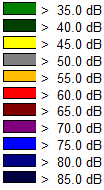 > 35.0 dB
> 40.0 dB
> 45.0 dB
> 50.0 dB
> 55.0 dB
> 60.0 dB
> 65.0 dB
> 70.0 dB
> 75.0 dB
> 80.0 dB
> 85.0 dB